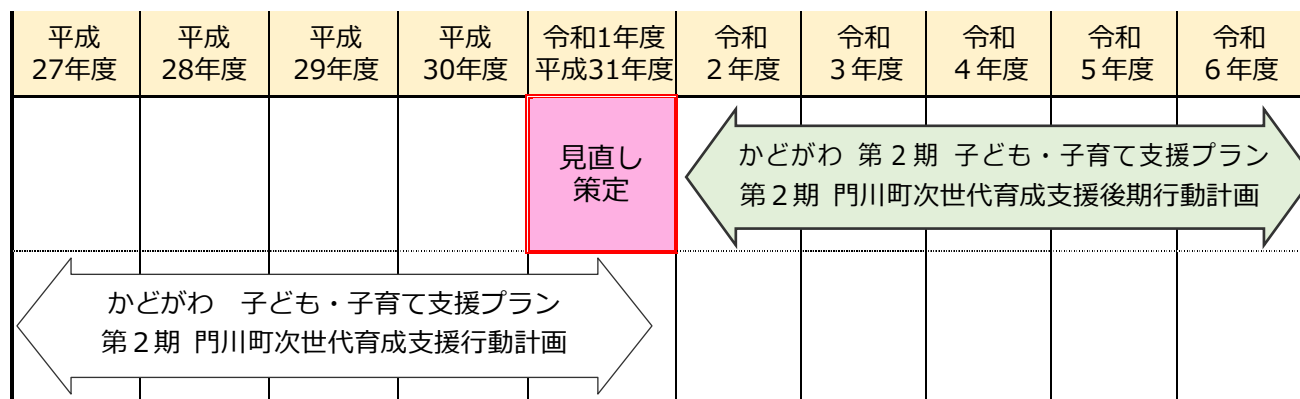 平成
27年度
平成
28年度
平成
29年度
平成
30年度
令和1年度
平成31年度
令和
２年度
令和
３年度
令和
４年度
令和
５年度
令和
６年度
見直し
策定
かどがわ 第２期 子ども・子育て支援プラン
第２期 門川町次世代育成支援後期行動計画
かどがわ　子ども・子育て支援プラン
第２期 門川町次世代育成支援行動計画